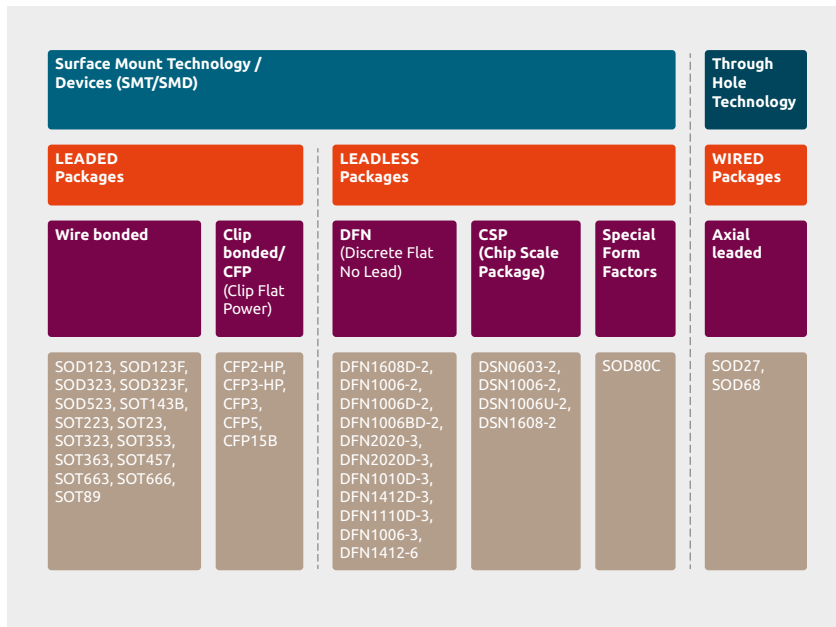 Surface Mount Technology /
Devices (SMT/SMD)
Through
Hole
Technology
LEADED
Packages
LEADLESS
Packages
WIRED
Packages
Wire bonded
Clip
bonded/
CFP
(Clip Flat
Power)
DFN
(Discrete Flat
No Lead)
CSP
(Chip Scale
Package)
Special
Form
Factors
Axial
leaded
SOD123, SOD123F,
SOD323, SOD323F,
SOD523, SOT143B,
SOT223, SOT23,
SOT323, SOT353,
SOT363, SOT457,
SOT663, SOT666,
SOT89
CFP2-HP,
CFP3-HP,
CFP3,
CFP5,
CFP15B
DFN1608D-2,
DFN1006-2,
DFN1006D-2,
DFN1006BD-2,
DFN2020-3,
DFN2020D-3,
DFN1010D-3,
DFN1412D-3,
DFN1110D-3,
DFN1006-3,
DFN1412-6
DSN0603-2,
DSN1006-2,
DSN1006U-2,
DSN1608-2
SOD80C
SOD27,
SOD68